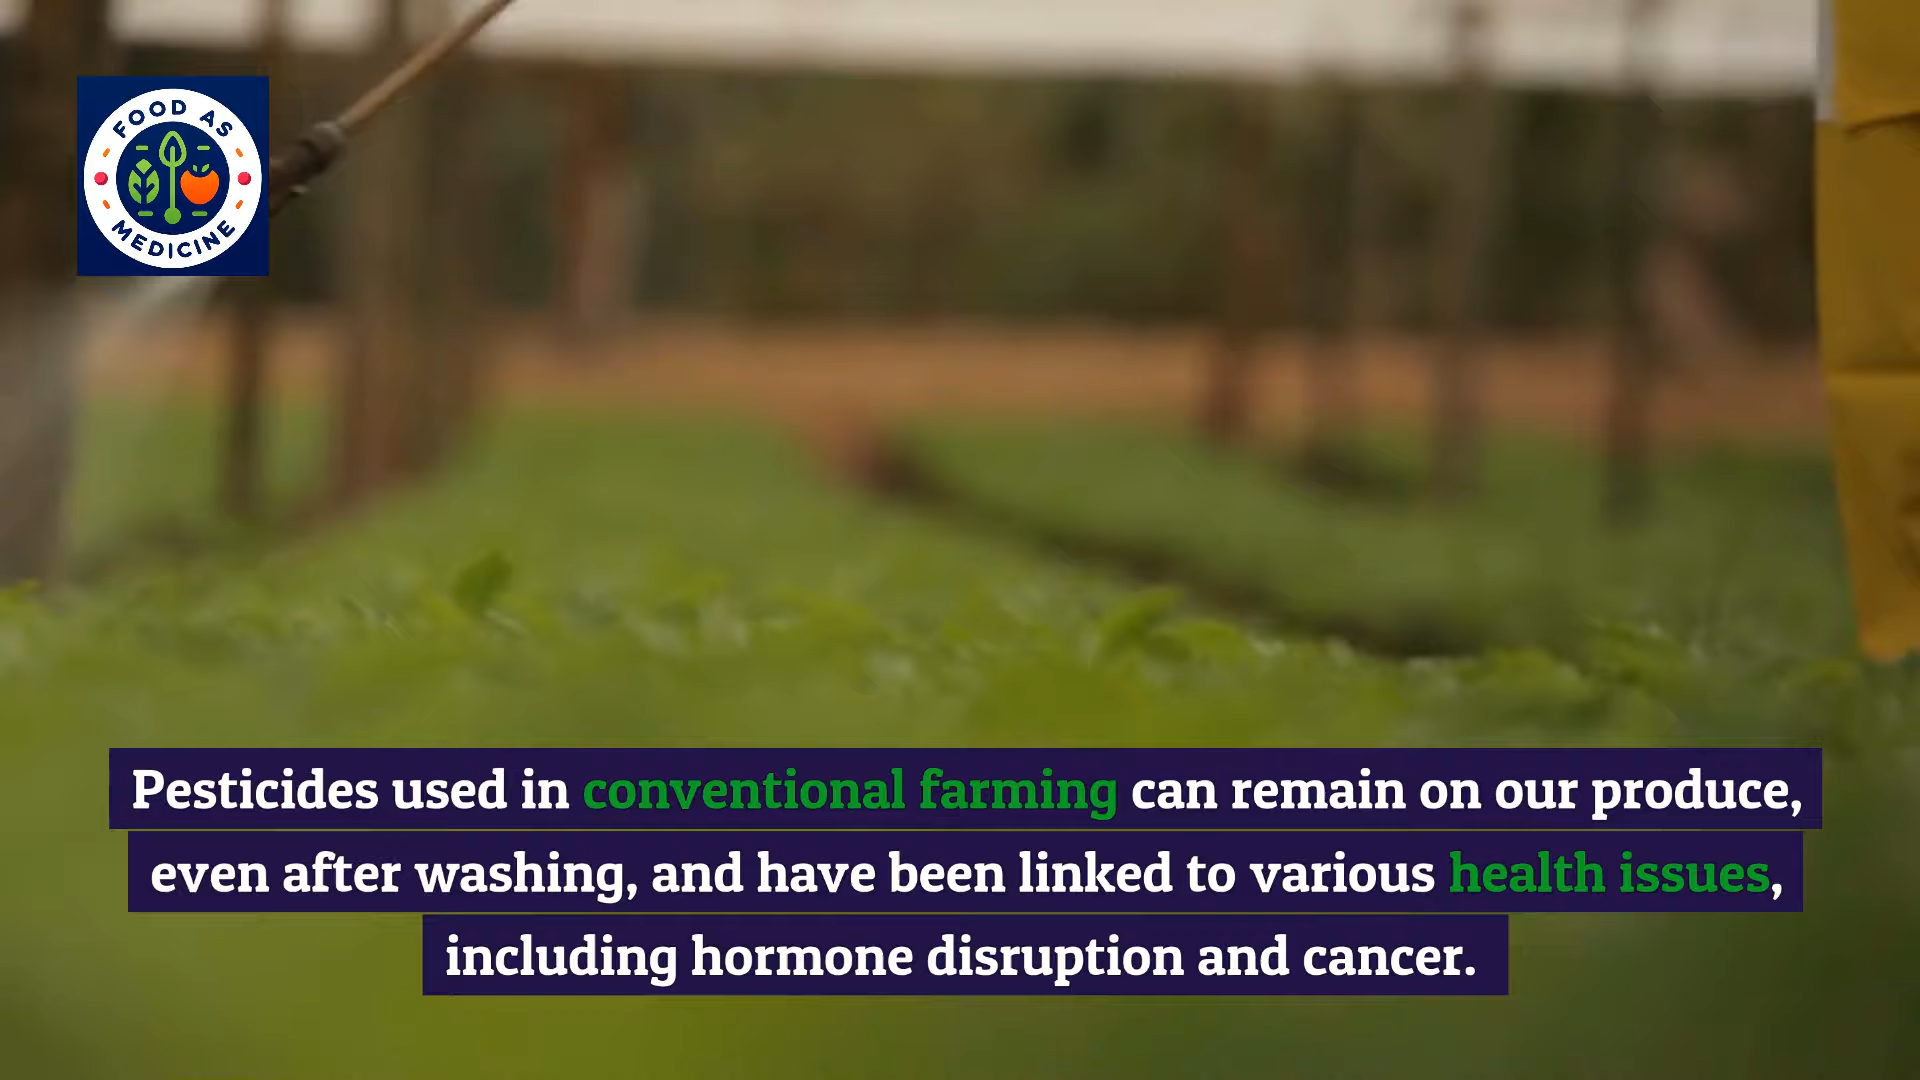 FOOD AS
MEDICINE
Pesticides used in conventional farming can remain on our produce,
even after washing, and have been linked to various health issues,
including hormone disruption and cancer.